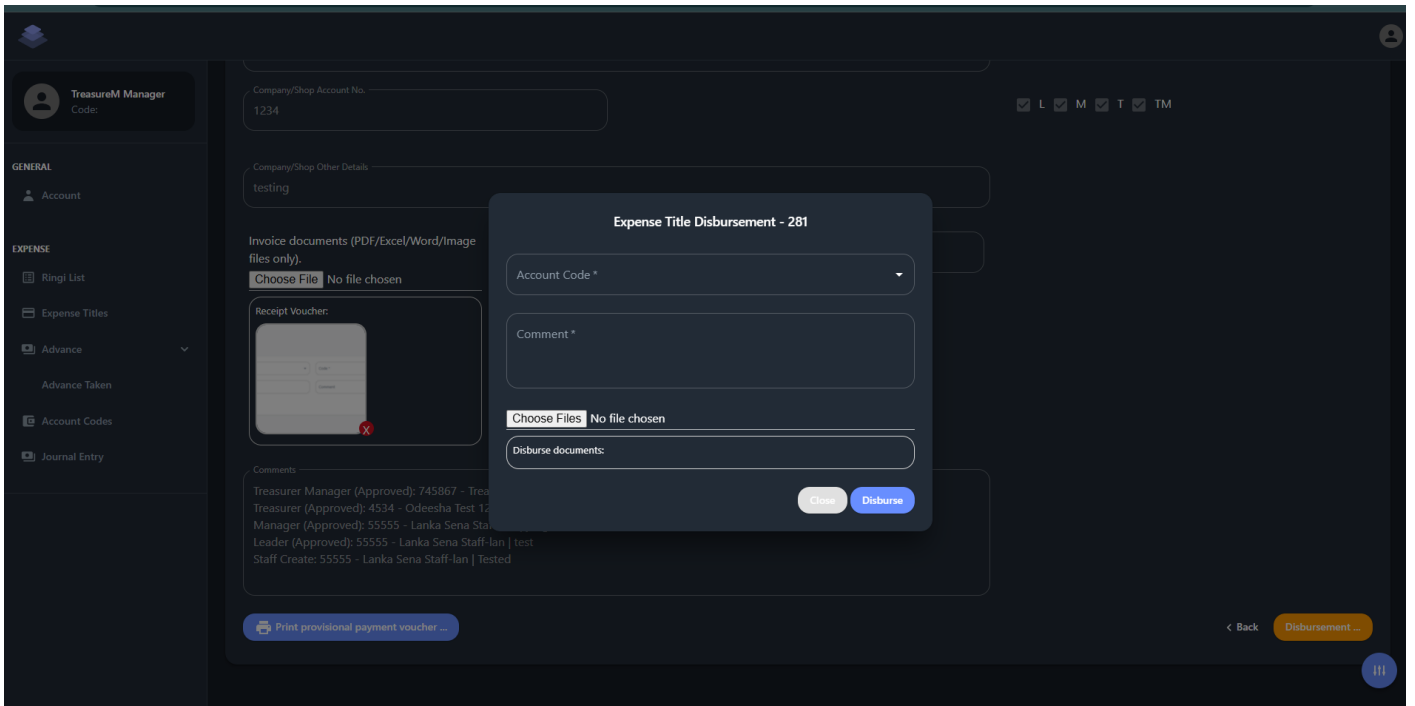 TreasureM Manager
Code:
GENERAL
Account
EXPENSE
Ringi List
Expense Titles
Advance
Advance Taken
Account Codes
Journal Entry
Company/Shop Account No.
1234
L M T TM
Company/Shop Other Details
testing
Invoice documents (PDF/Excel/Word/Image
files only).
Choose File No file chosen
Receipt Voucher:
X
Comments
Treasurer Manager (Approved): 745867 - Trea
Treasurer (Approved): 4534 - Odeesha Test 12
Manager (Approved): 55555 - Lanka Sena Sta
Leader (Approved): 55555 - Lanka Sena Staff-lan | test
Staff Create: 55555 - Lanka Sena Staff-lan | Tested
Print provisional payment voucher ...
< Back
Disbursement ...
Expense Title Disbursement - 281
Account Code *
Comment *
Choose Files No file chosen
Disburse documents:
Close
Disburse